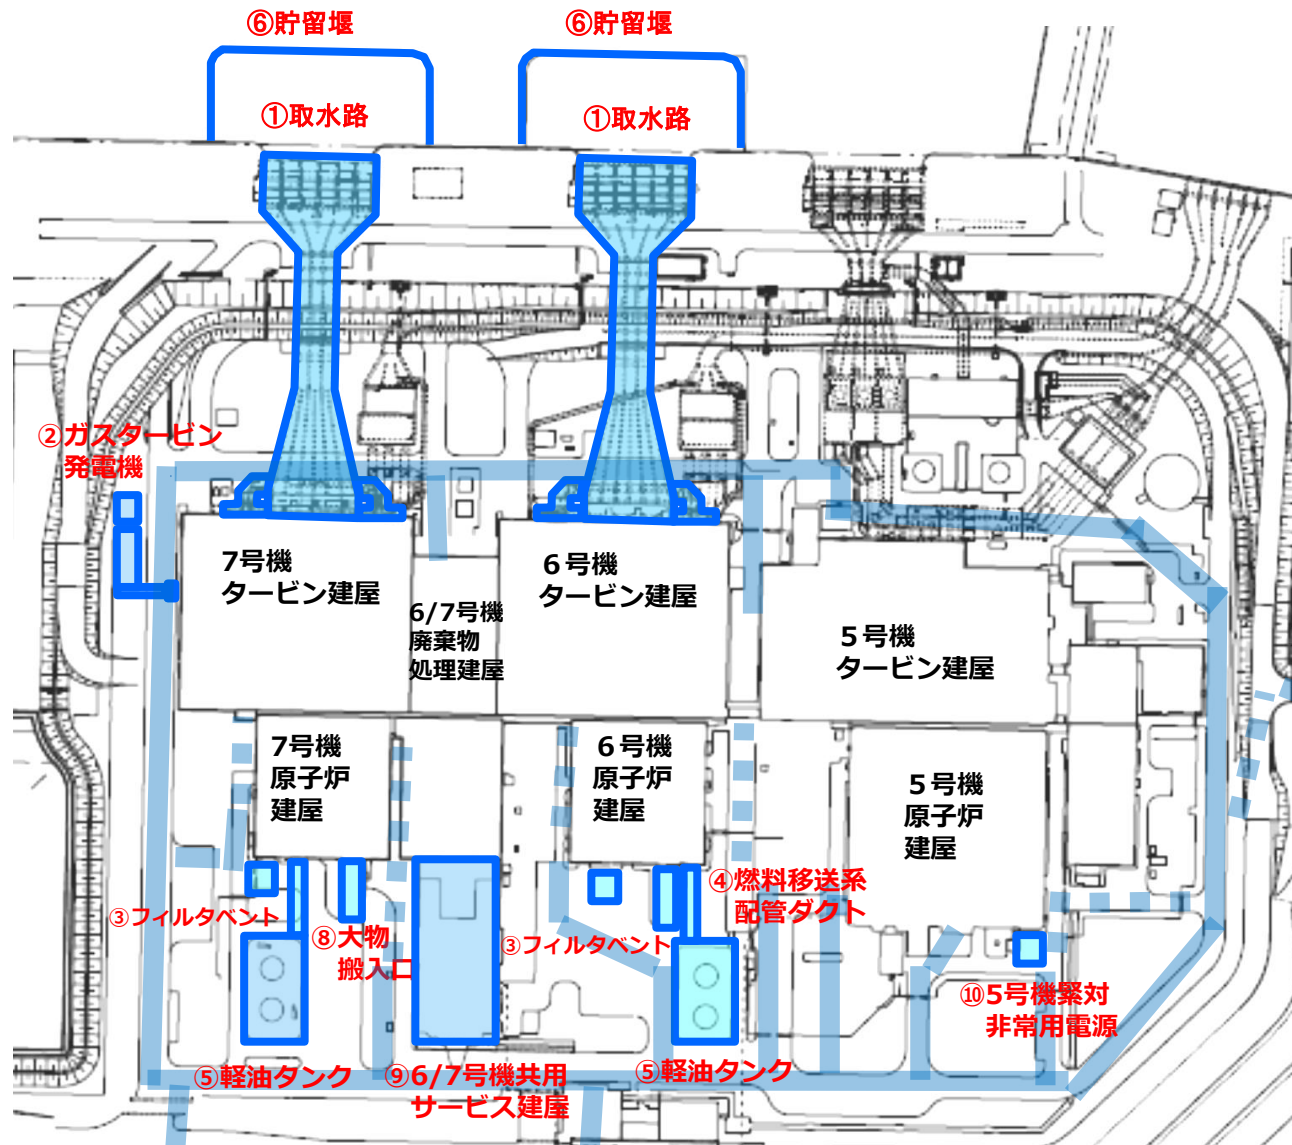 ⑥貯留堰
⑥貯留堰
①取水路
①取水路
②ガスタービン
発電機
7号機
タービン建屋
6/7号機
廃棄物
処理建屋
６号機
タービン建屋
５号機
タービン建屋
7号機
原子炉
建屋
６号機
原子炉
建屋
５号機
原子炉
建屋
③フィルタベント
⑧大物
搬入口
③フィルタベント
④燃料移送系
配管ダクト
⑩5号機緊対
非常用電源
⑤軽油タンク
⑨6/7号機共用
サービス建屋
⑤軽油タンク